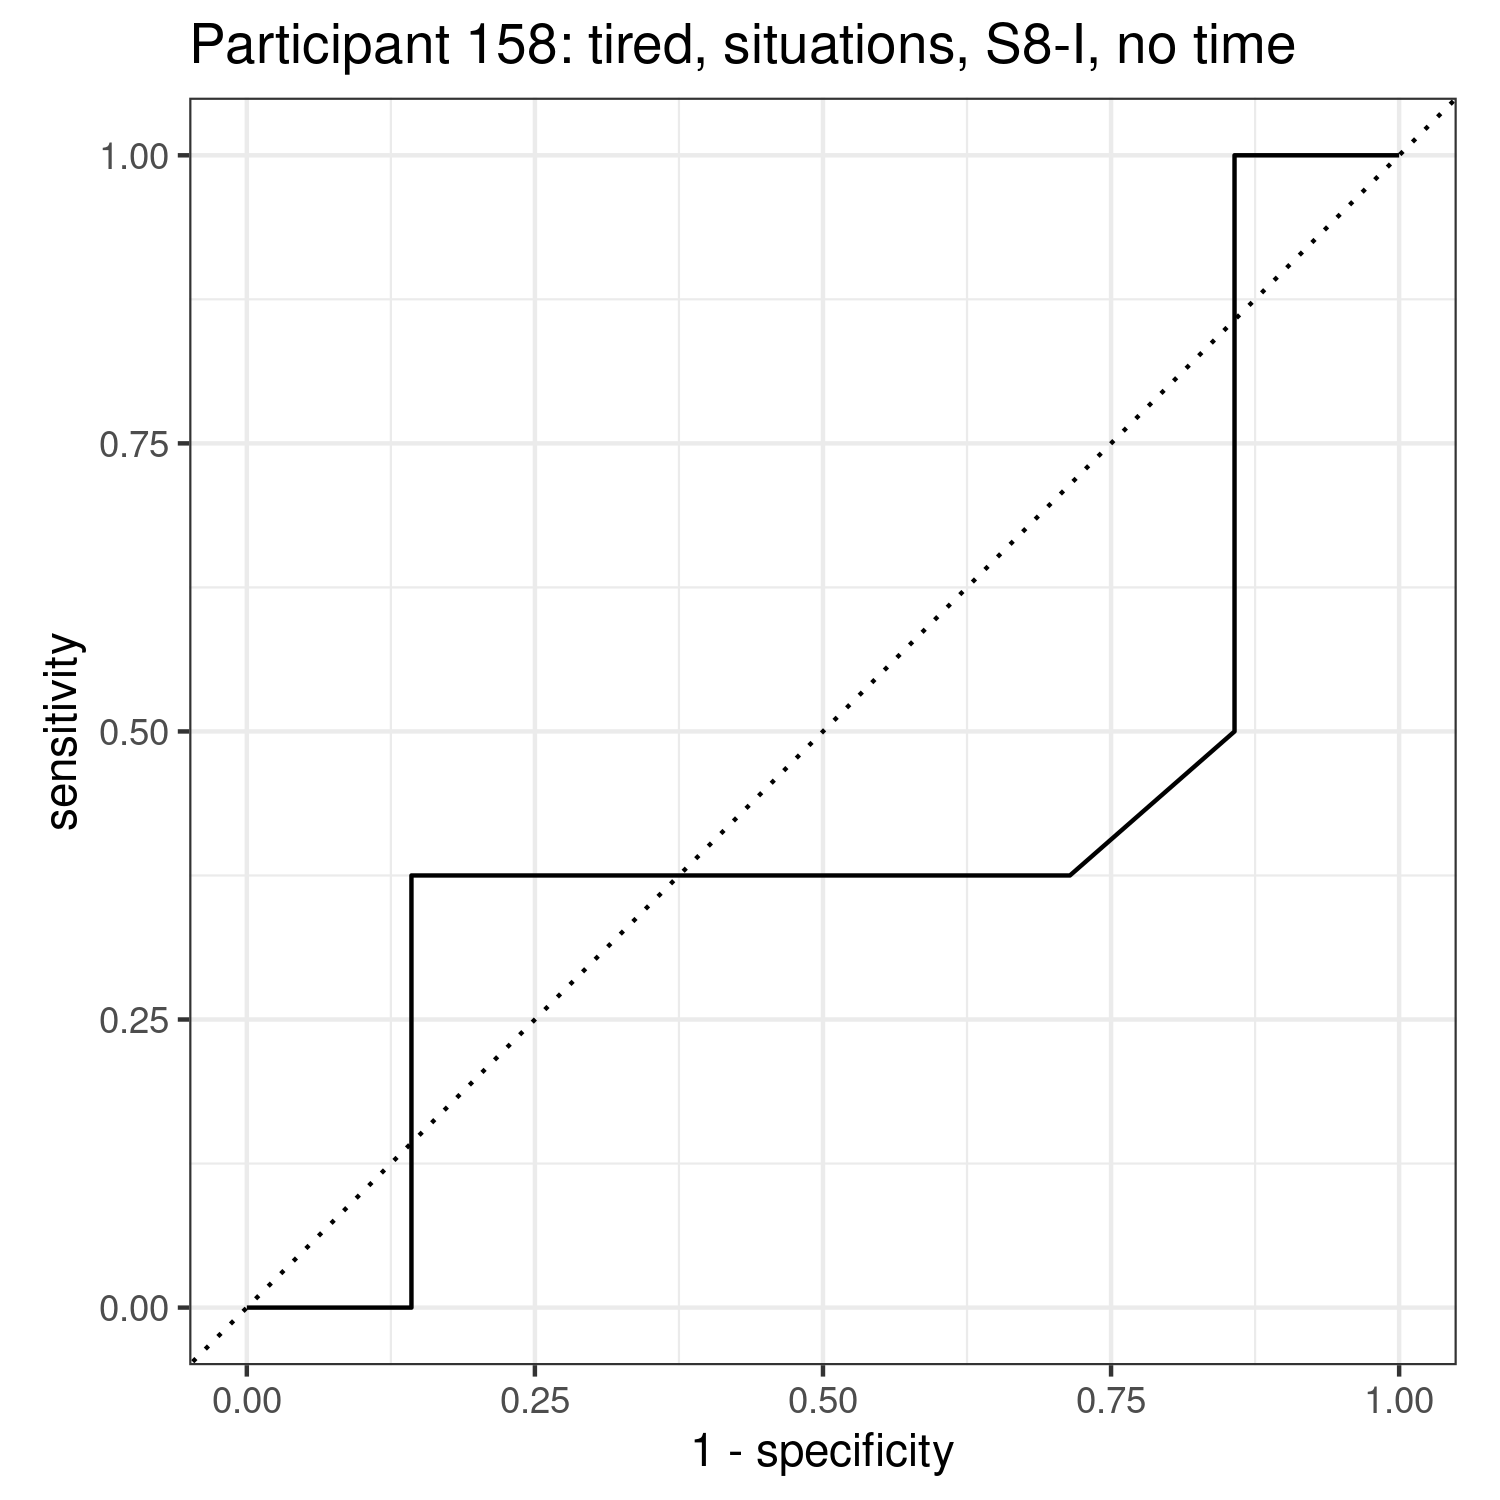 Participant 158: tired, situations, S8-I, no time
1.00
0.75
0.50
0.25
0.00
sensitivity
0.00 0.25 0.50 0.75 1.00
1 - specificity